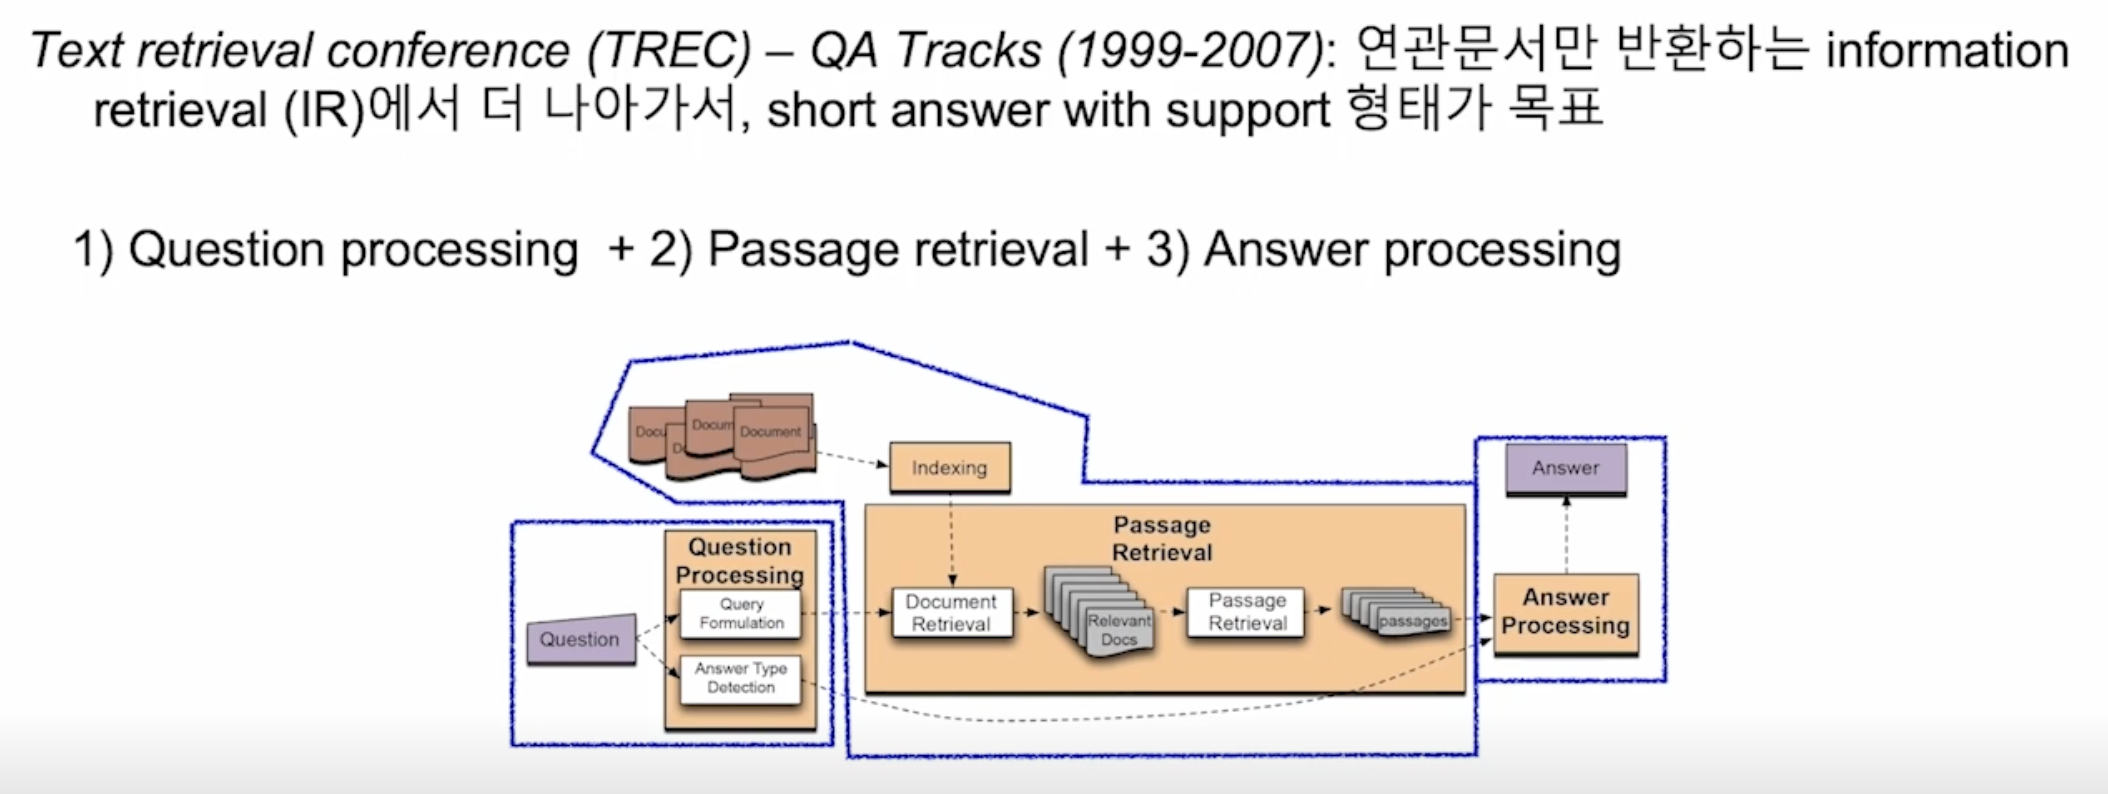 Text retrieval conference (TREC) – QA Tracks (1999-2007): 연관문서만 반환하는 information
retrieval (IR)에서 더 나아가서, short answer with support 형태가 목표
1) Question processing + 2) Passage retrieval + 3) Answer processing
Docu
Docum
Document
D
Indexing
Answer
Passage
Retrieval
Question
Processing
Query
Formulation
Answer Type
Detection
Question
Document
Retrieval
Relevant
Docs
Passage
Retrieval
passages
Answer
Processing